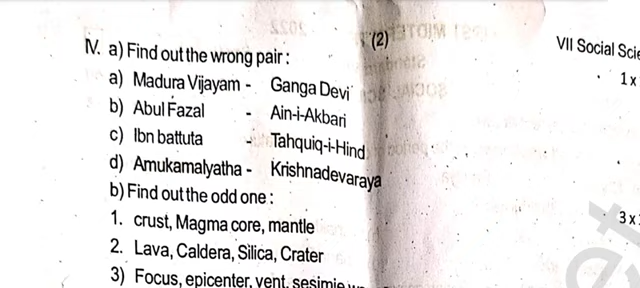 (2)
VII Social Scie
IV. a) Find out the wrong pair :
1 x
a) Madura Vijayam - Ganga Devi
b) Abul Fazal - Ain-i-Akbari
c) Ibn battuta - Tahquiq-i-Hind
d) Amukamalyatha - Krishnadevaraya
b) Find out the odd one :
3 x
1. crust, Magma core, mantle
2. Lava, Caldera, Silica, Crater
3) Focus, epicenter, vent, sesimie